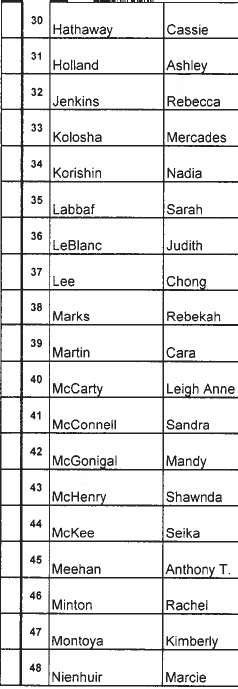 30 Hathaway Cassie
31 Holland Ashley
32 Jenkins Rebecca
33 Kolosha Mercades
34 Korishin Nadia
35 Labbaf Sarah
36 LeBlanc Judith
37 Lee Chong
38 Marks Rebekah
39 Martin Cara
40 McCarty Leigh Anne
41 McConnell Sandra
42 McGonigal Mandy
43 McHenry Shawnda
44 McKee Seika
45 Meehan Anthony T.
46 Minton Rachel
47 Montoya Kimberly
48 Nienhuir Marcie